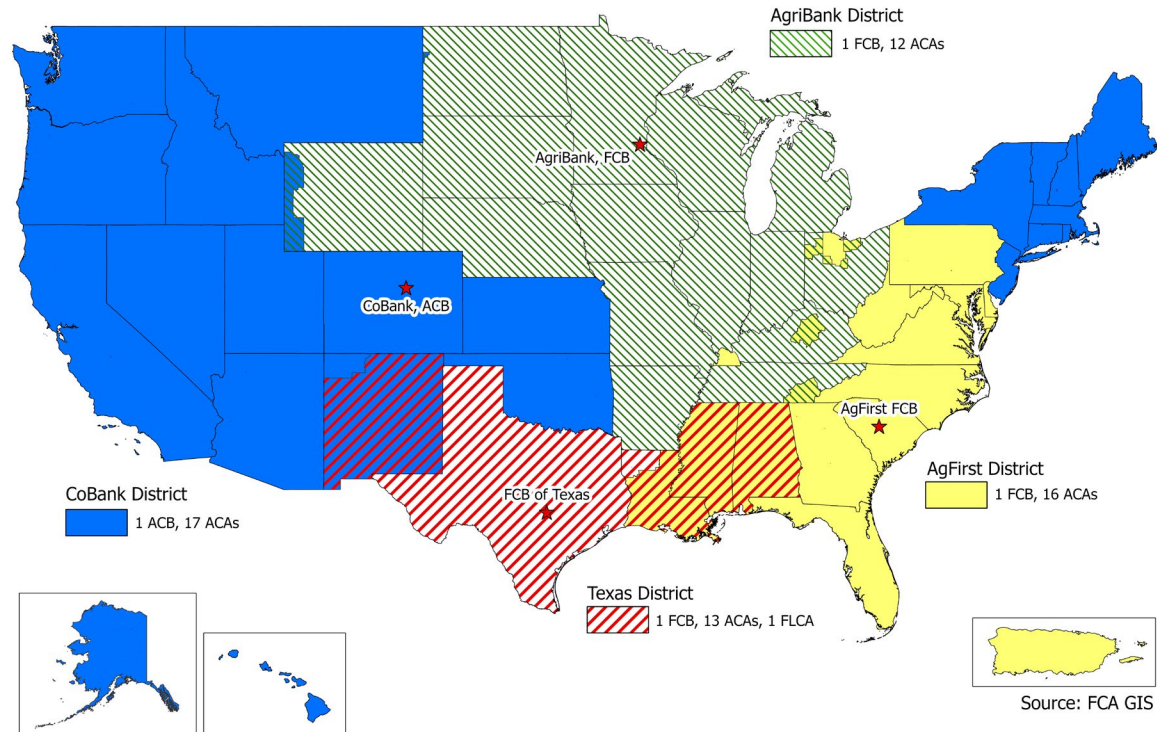 AgriBank District
1 FCB, 12 ACAs
AgriBank, FCB
CoBank, ACB
AgFirst FCB
CoBank District
1 ACB, 17 ACAs
FCB of Texas
AgFirst District
1 FCB, 16 ACAs
Texas District
1 FCB, 13 ACAs, 1 FLCA
Source: FCA GIS